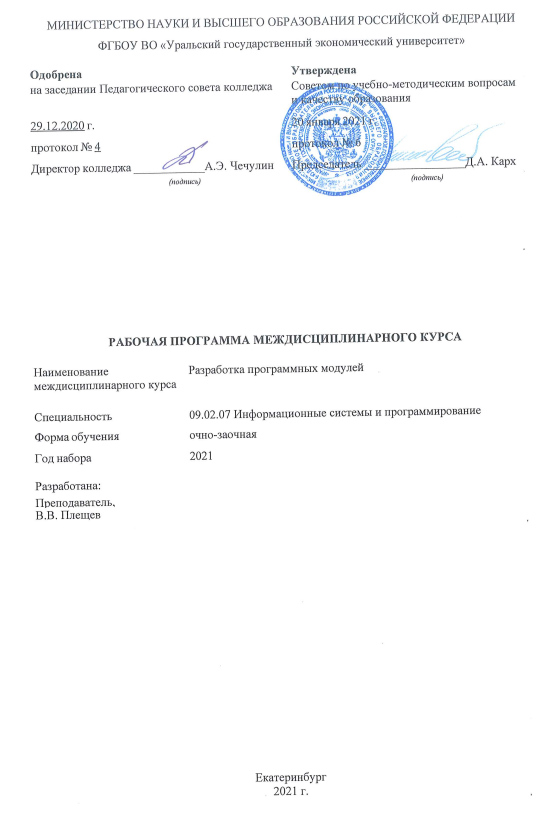 МИНИСТЕРСТВО НАУКИ И ВЫСШЕГО ОБРАЗОВАНИЯ РОССИЙСКОЙ ФЕДЕРАЦИИ
ФГБОУ ВО «Уральский государственный экономический университет»
Одобрена
на заседании Педагогического совета колледжа
29.12.2020 г.
протокол № 4
Директор колледжа ____________А.Э. Чечулин
(подпись)
Утверждена
Советом по учебно-методическим вопросам
и качеству образования
20 января 2021 г.
протокол № 6
Председатель ________________Д.А. Карх
(подпись)
РАБОЧАЯ ПРОГРАММА МЕЖДИСЦИПЛИНАРНОГО КУРСА
Наименование
междисциплинарного курса
Разработка программных модулей
Специальность
09.02.07 Информационные системы и программирование
Форма обучения
очно-заочная
Год набора
2021
Разработана:
Преподаватель,
В.В. Плещев
Екатеринбург
2021 г.